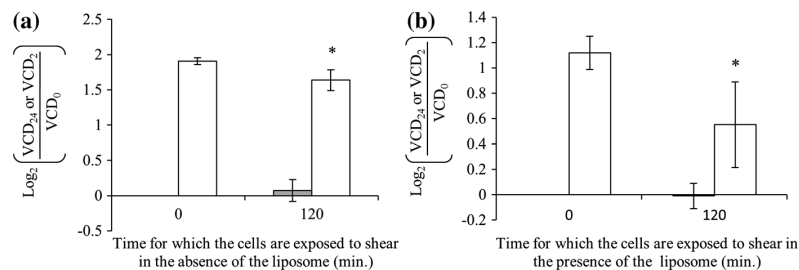 (a)
Log2 (VCD24 or VCD2 / VCD0)
2.5
2
1.5
1
0.5
0
-0.5
*
0 120
Time for which the cells are exposed to shear
in the absence of the liposome (min.)
(b)
Log2 (VCD24 or VCD2 / VCD0)
1.4
1.2
1
0.8
0.6
0.4
0.2
0
-0.2
*
0 120
Time for which the cells are exposed to shear in
the presence of the liposome (min.)